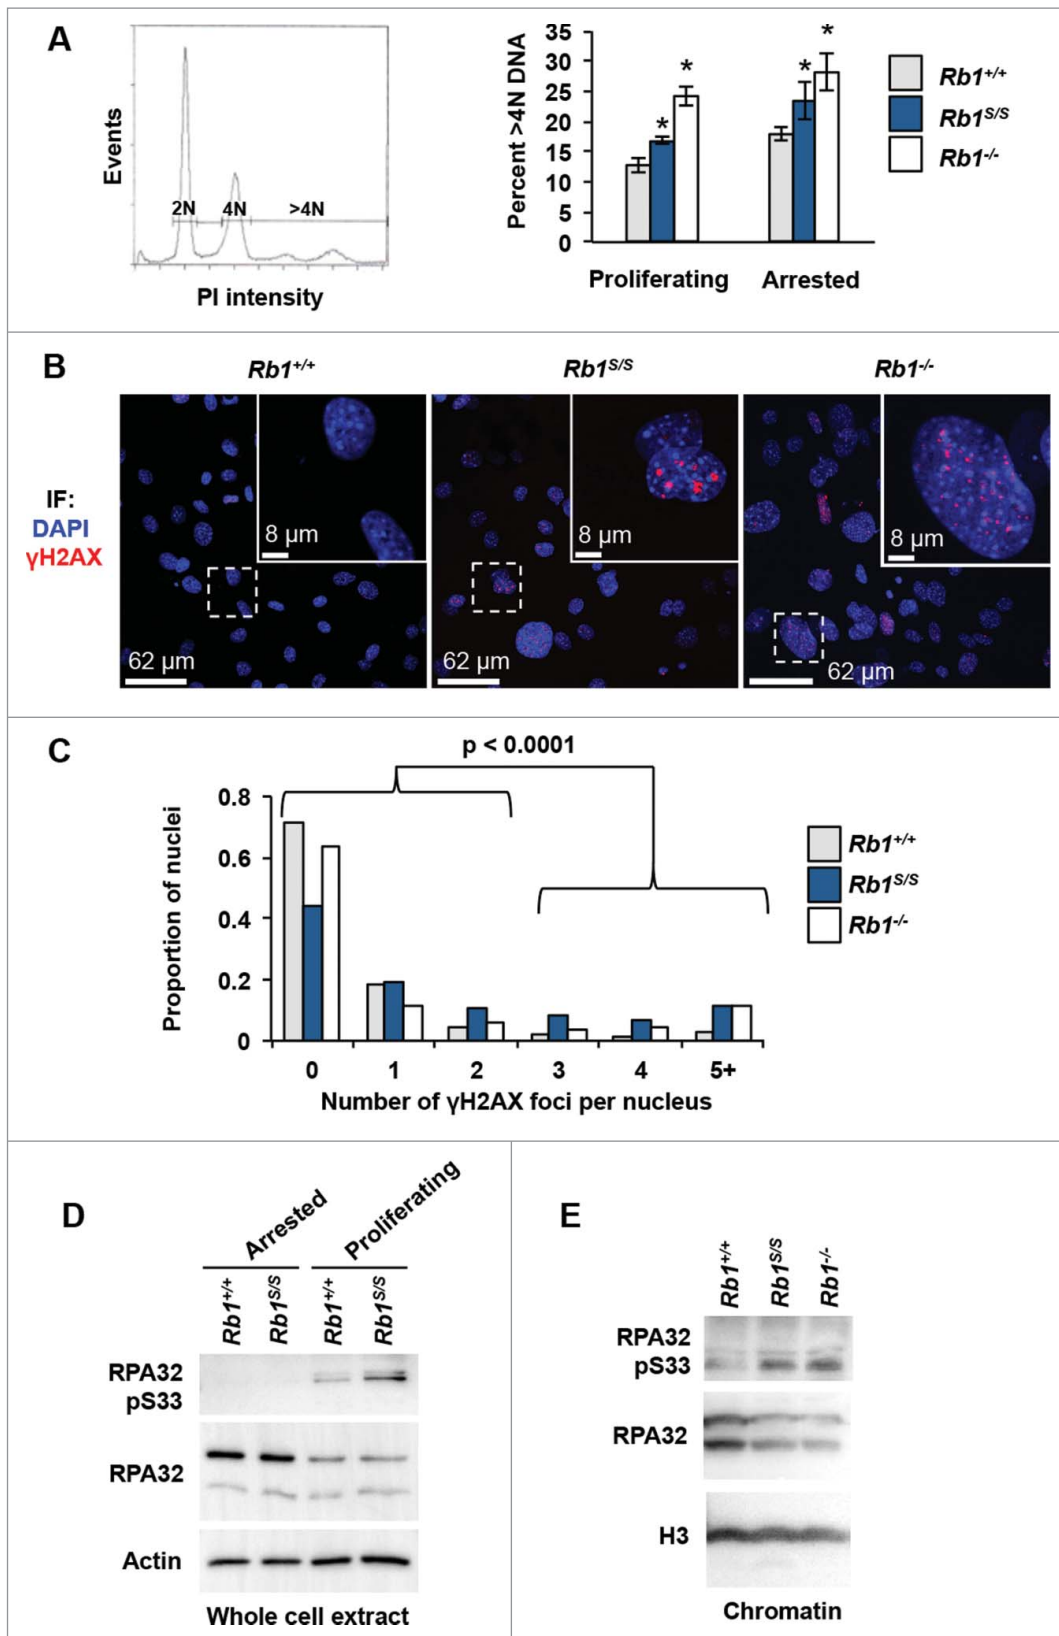 A
Events
2N 4N >4N
PI intensity
Percent >4N DNA
35
30
25
20
15
10
5
0
* * * *
Proliferating Arrested
Rb1+/+
Rb1S/S
Rb1-/-
B
Rb1+/+ Rb1S/S Rb1-/-
IF:
DAPI
γH2AX
8 µm 8 µm 8 µm
62 µm 62 µm 62 µm
C
p < 0.0001
Proportion of nuclei
0.8
0.6
0.4
0.2
0
0 1 2 3 4 5+
Number of γH2AX foci per nucleus
Rb1+/+
Rb1S/S
Rb1-/-
D
Arrested Proliferating
Rb1+/+ Rb1S/S Rb1+/+ Rb1S/S
RPA32
pS33
RPA32
Actin
Whole cell extract
E
Rb1+/+ Rb1S/S Rb1-/-
RPA32
pS33
RPA32
H3
Chromatin